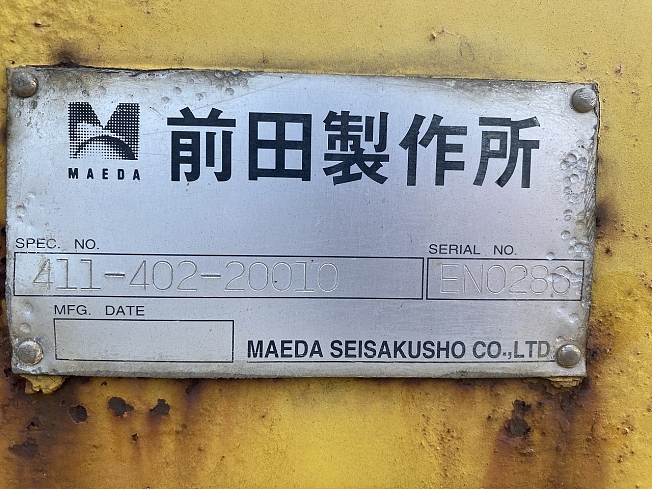 MAEDA
前田製作所
SPEC. NO.
411-402-20010
SERIAL NO.
EN0286
MFG. DATE
MAEDA SEISAKUSHO CO.,LTD.